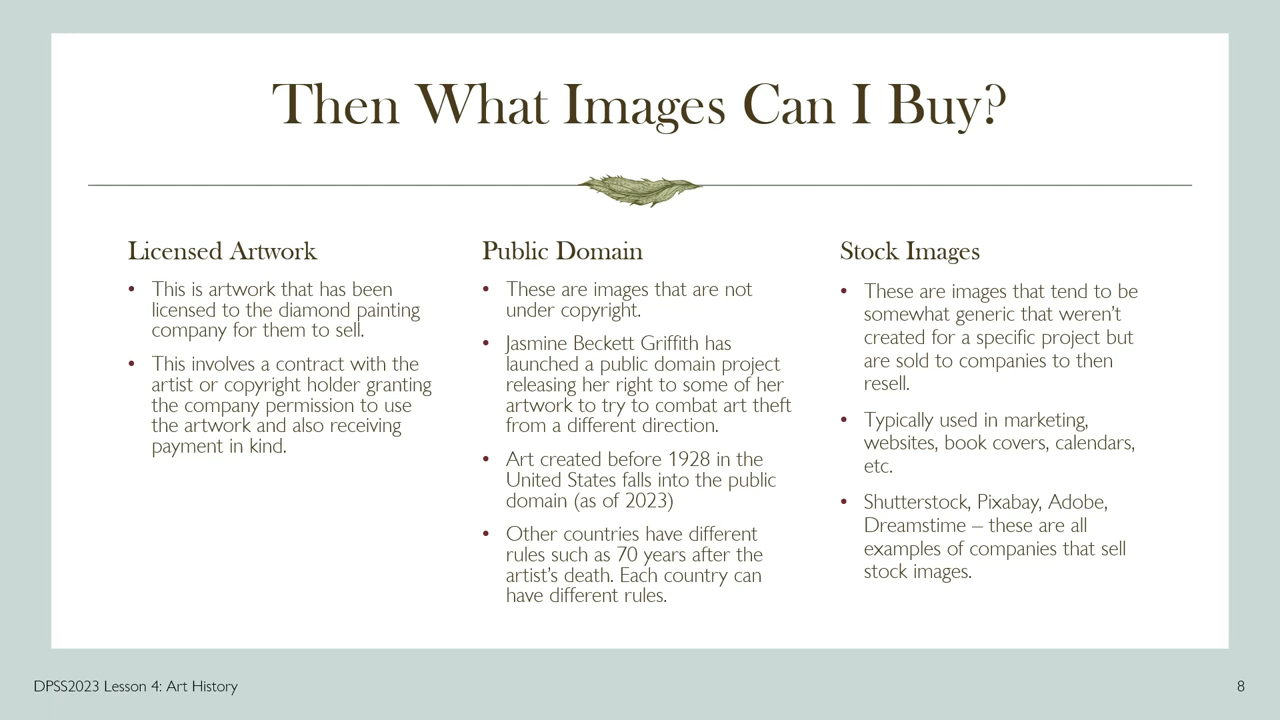 Then What Images Can I Buy?
Licensed Artwork
• This is artwork that has been
licensed to the diamond painting
company for them to sell.
• This involves a contract with the
artist or copyright holder granting
the company permission to use
the artwork and also receiving
payment in kind.
Public Domain
• These are images that are not
under copyright.
• Jasmine Beckett Griffith has
launched a public domain project
releasing her right to some of her
artwork to try to combat art theft
from a different direction.
• Art created before 1928 in the
United States falls into the public
domain (as of 2023)
• Other countries have different
rules such as 70 years after the
artist’s death. Each country can
have different rules.
Stock Images
• These are images that tend to be
somewhat generic that weren’t
created for a specific project but
are sold to companies to then
resell.
• Typically used in marketing,
websites, book covers, calendars,
etc.
• Shutterstock, Pixabay, Adobe,
Dreamstime – these are all
examples of companies that sell
stock images.
DPSS2023 Lesson 4: Art History
8